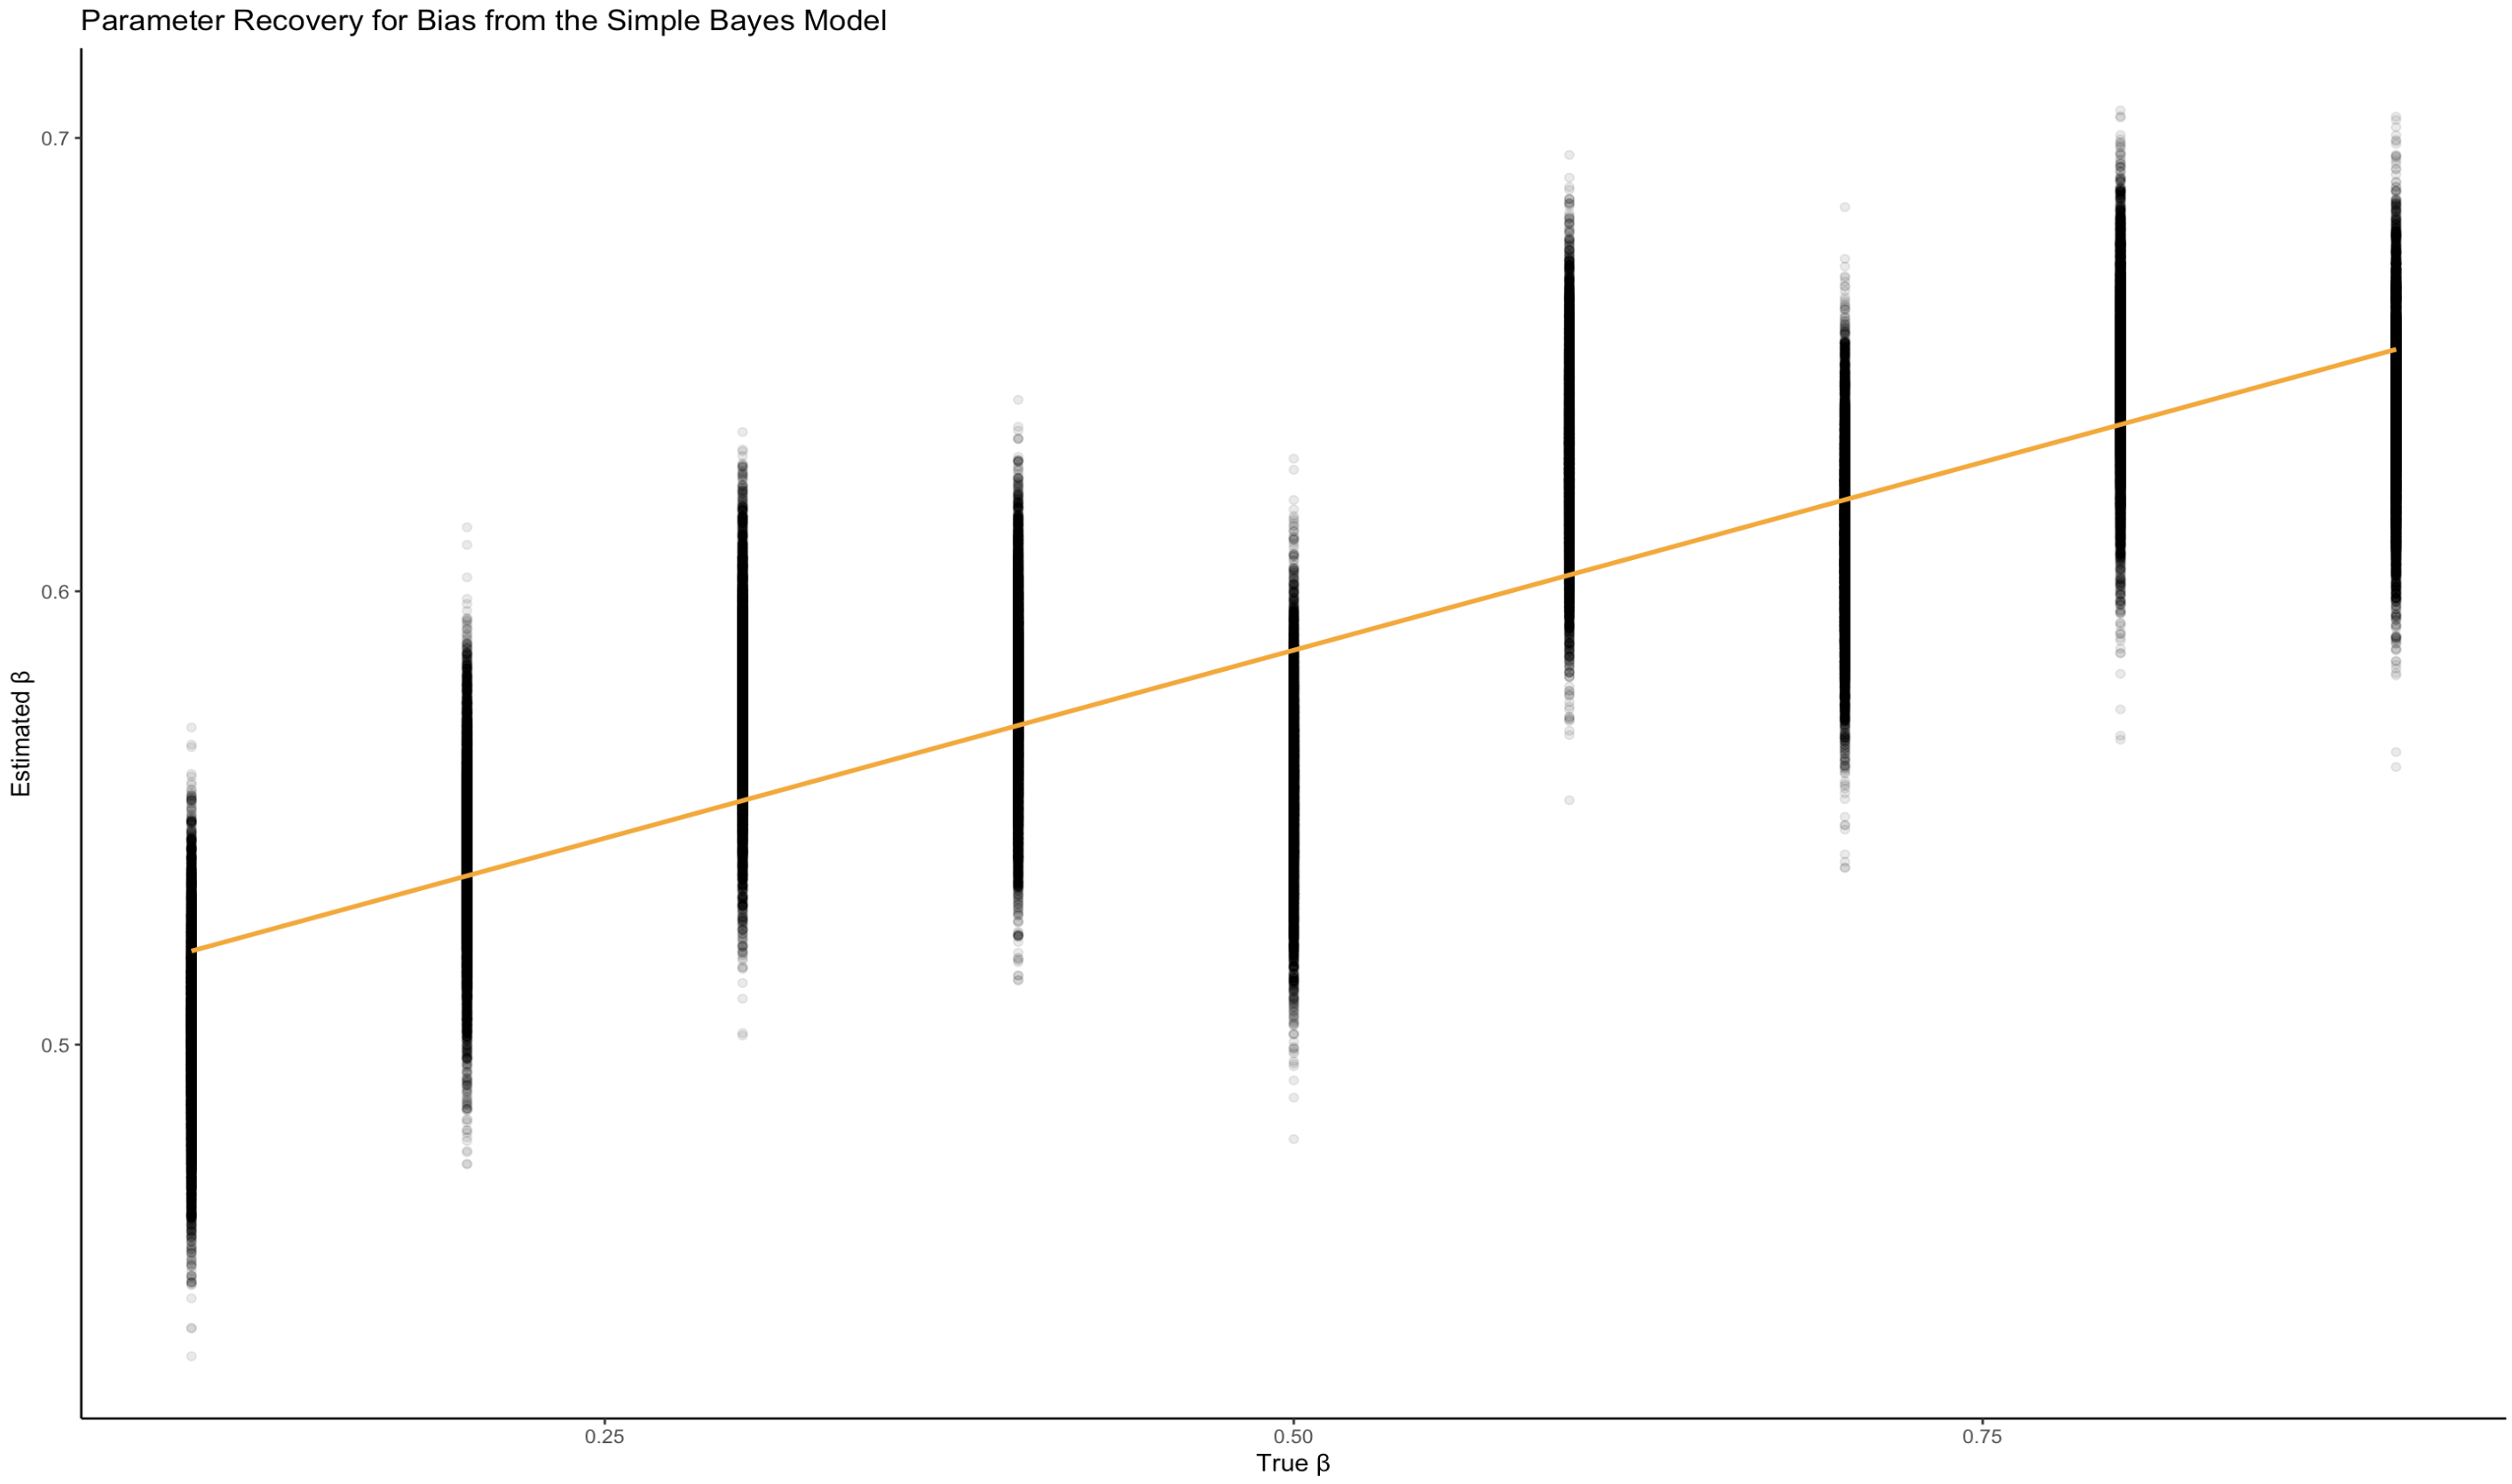 Parameter Recovery for Bias from the Simple Bayes Model
0.7
0.6
0.5
Estimated β
0.25
0.50
0.75
True β